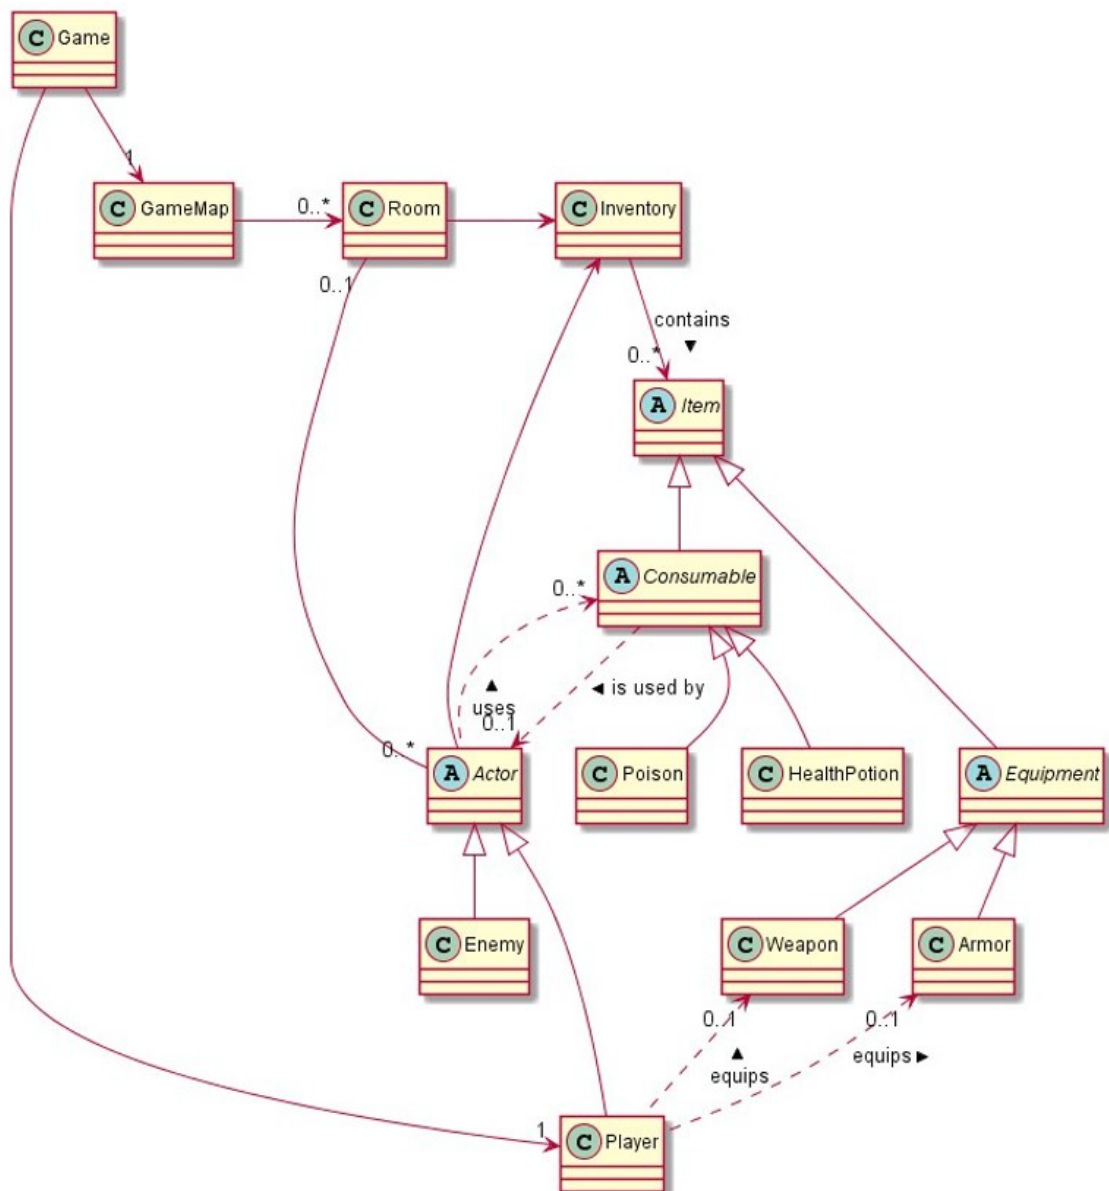 C Game
1
C GameMap
0..*
C Room
C Inventory
0..1
contains
▼
0..*
A Item
A Consumable
0..*
▲
uses
◄ is used by
0..1
0..*
A Actor
C Poison
C HealthPotion
A Equipment
C Enemy
C Weapon
C Armor
0..1
0..1
▲
equips
equips ►
1
C Player